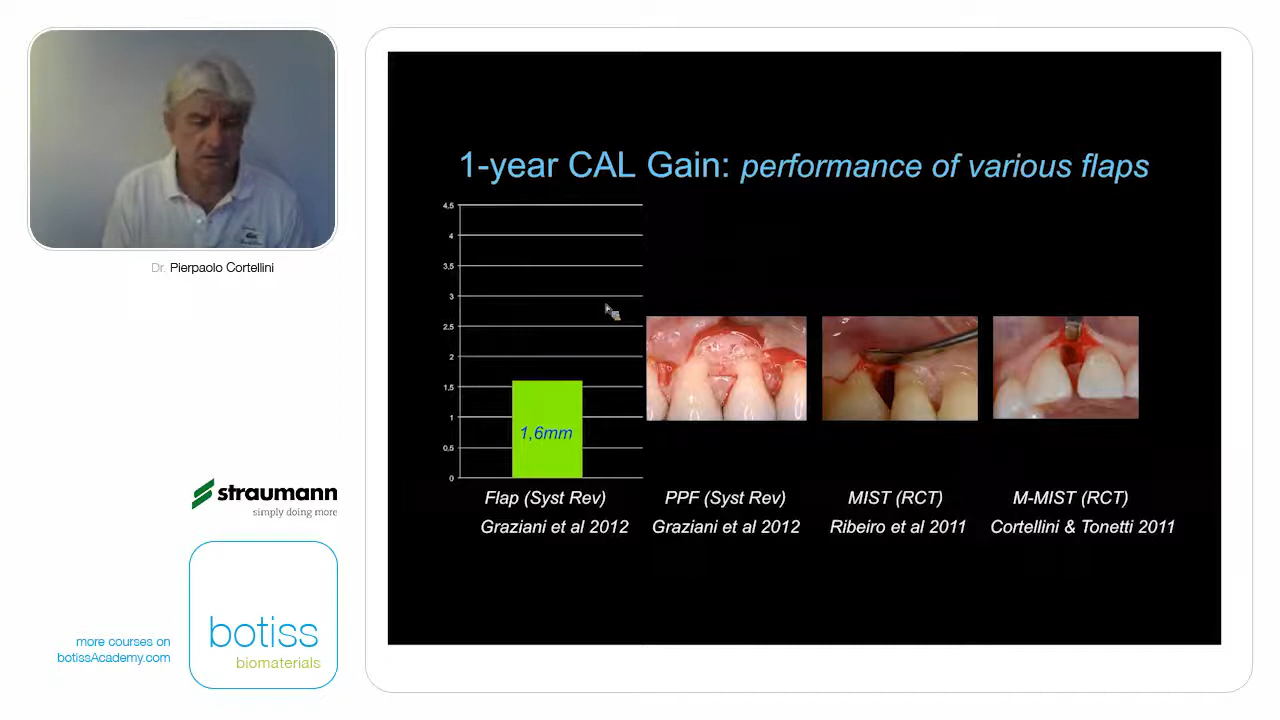 Dr. Pierpaolo Cortellini
straumann
simply doing more
more courses on
botissAcademy.com
botiss
biomaterials
1-year CAL Gain: performance of various flaps
4,5
4
3,5
3
2,5
2
1,5
1
0,5
0
1,6mm
Flap (Syst Rev)
Graziani et al 2012
PPF (Syst Rev)
Graziani et al 2012
MIST (RCT)
Ribeiro et al 2011
M-MIST (RCT)
Cortellini & Tonetti 2011